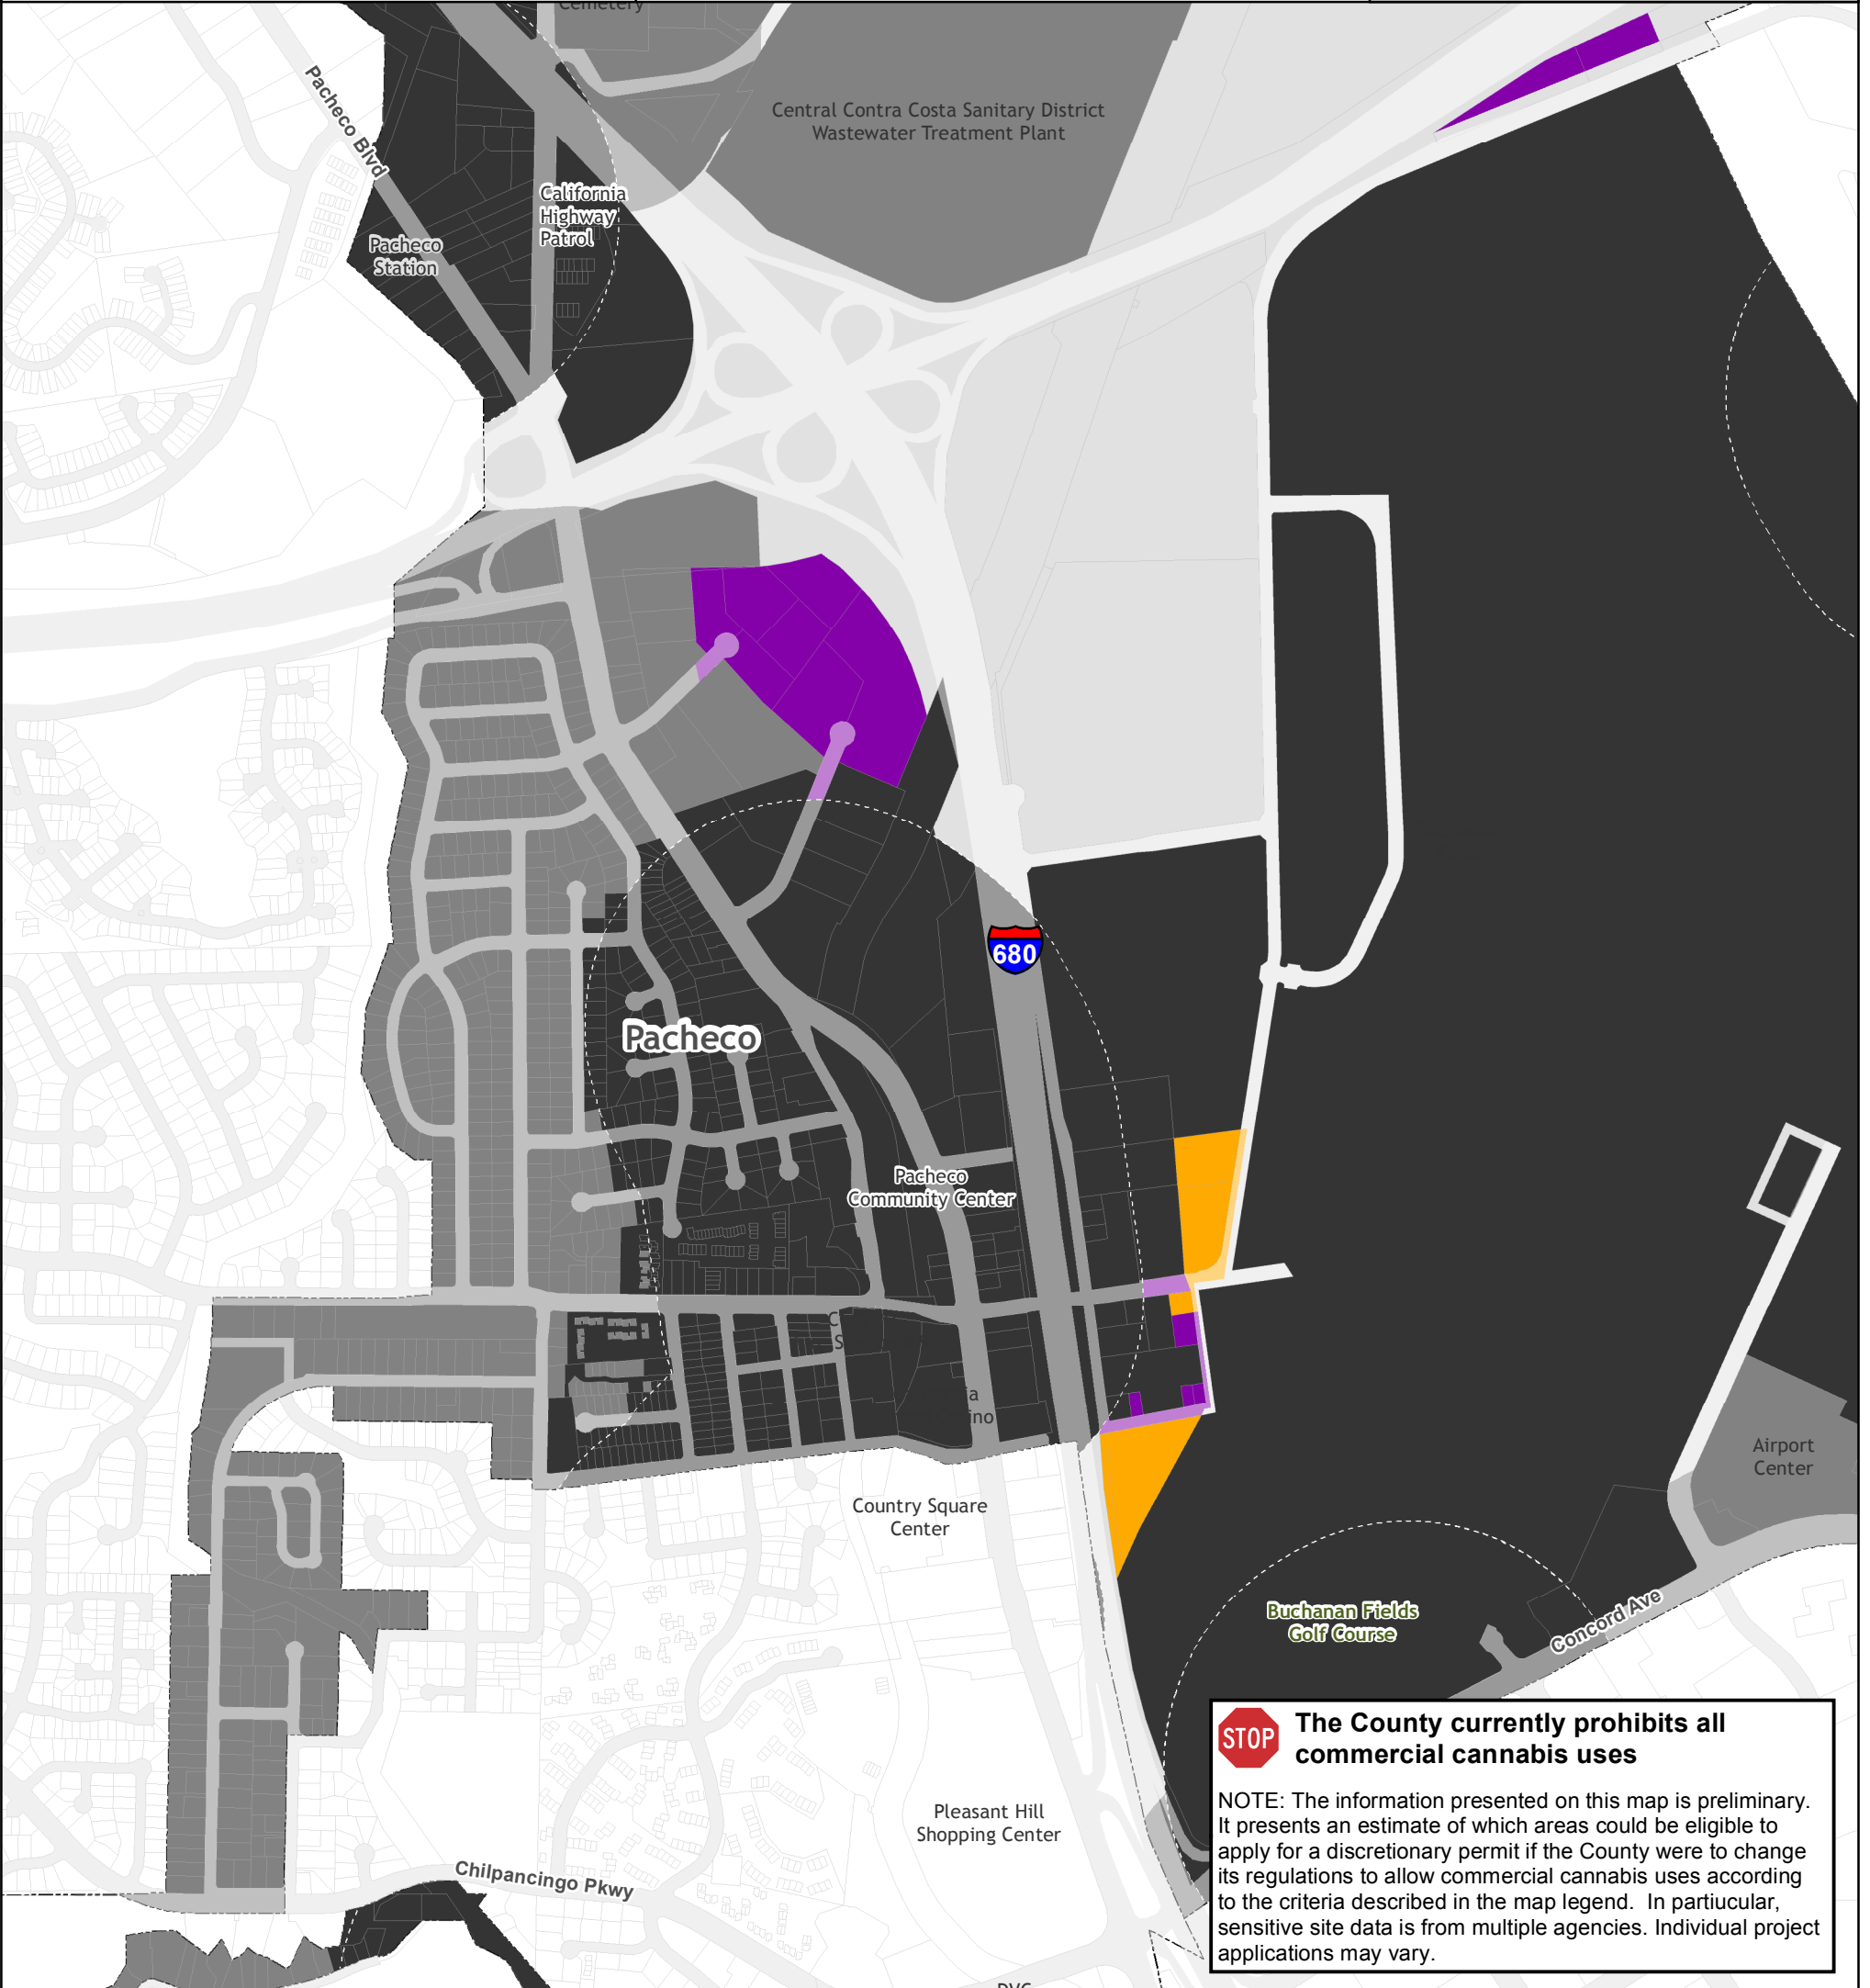 Cemetery
Central Contra Costa Sanitary District
Wastewater Treatment Plant
Pacheco Blvd
California
Highway
Patrol
Pacheco
Station
680
Pacheco
Pacheco
Community Center
Country Square
Center
Airport
Center
Buchanan Fields
Golf Course
Concord Ave
Pleasant Hill
Shopping Center
Chilpancingo Pkwy
STOP
The County currently prohibits all
commercial cannabis uses
NOTE: The information presented on this map is preliminary.
It presents an estimate of which areas could be eligible to
apply for a discretionary permit if the County were to change
its regulations to allow commercial cannabis uses according
to the criteria described in the map legend.  In partiucular,
sensitive site data is from multiple agencies. Individual project
applications may vary.
DVC